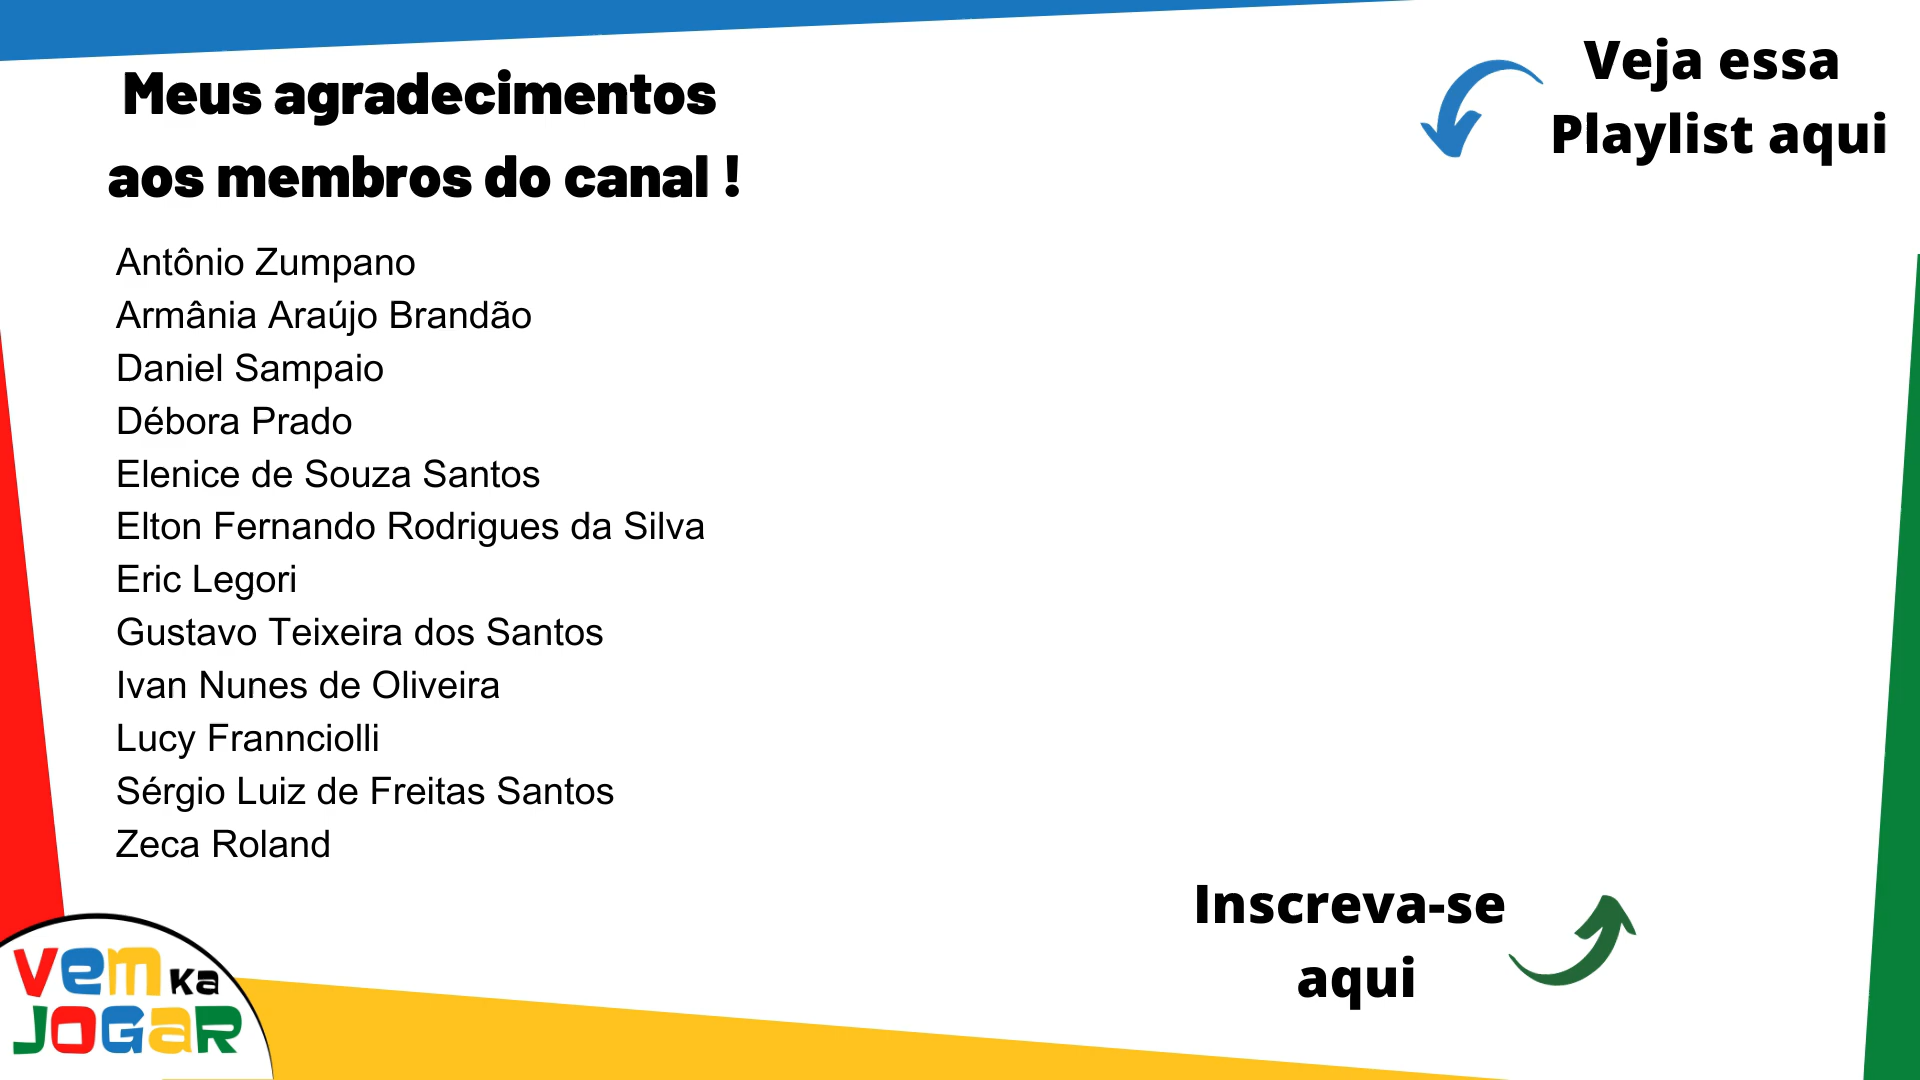 Meus agradecimentos
aos membros do canal !
Antônio Zumpano
Armânia Araújo Brandão
Daniel Sampaio
Débora Prado
Elenice de Souza Santos
Elton Fernando Rodrigues da Silva
Eric Legori
Gustavo Teixeira dos Santos
Ivan Nunes de Oliveira
Lucy Frannciolli
Sérgio Luiz de Freitas Santos
Zeca Roland
Veja essa
Playlist aqui
Inscreva-se
aqui
Vem ka
JOGAR